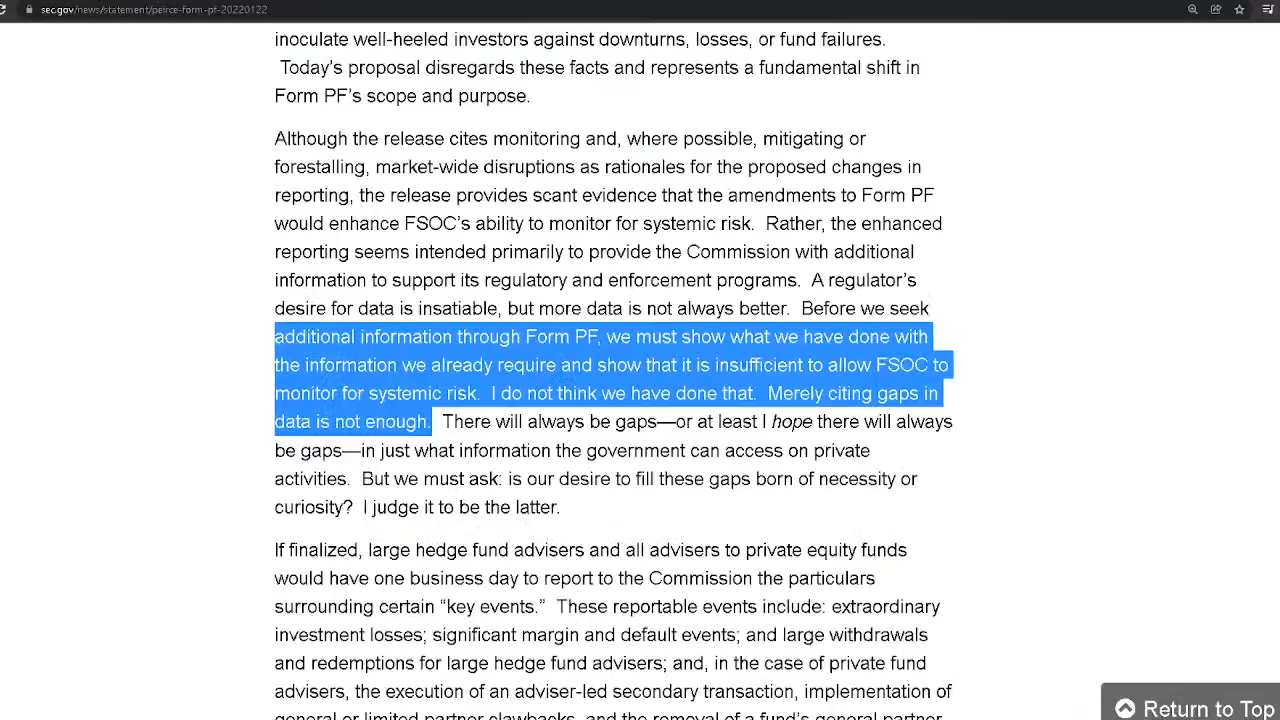 sec.gov/news/statement/peirce-form-pf-20220122
inoculate well-heeled investors against downturns, losses, or fund failures.
Today’s proposal disregards these facts and represents a fundamental shift in
Form PF’s scope and purpose.
Although the release cites monitoring and, where possible, mitigating or
forestalling, market-wide disruptions as rationales for the proposed changes in
reporting, the release provides scant evidence that the amendments to Form PF
would enhance FSOC’s ability to monitor for systemic risk. Rather, the enhanced
reporting seems intended primarily to provide the Commission with additional
information to support its regulatory and enforcement programs. A regulator’s
desire for data is insatiable, but more data is not always better. Before we seek
additional information through Form PF, we must show what we have done with
the information we already require and show that it is insufficient to allow FSOC to
monitor for systemic risk. I do not think we have done that. Merely citing gaps in
data is not enough. There will always be gaps—or at least I hope there will always
be gaps—in just what information the government can access on private
activities. But we must ask: is our desire to fill these gaps born of necessity or
curiosity? I judge it to be the latter.
If finalized, large hedge fund advisers and all advisers to private equity funds
would have one business day to report to the Commission the particulars
surrounding certain “key events.” These reportable events include: extraordinary
investment losses; significant margin and default events; and large withdrawals
and redemptions for large hedge fund advisers; and, in the case of private fund
advisers, the execution of an adviser-led secondary transaction, implementation of
general or limited partner clawbacks, and the removal of a fund’s general partner
Return to Top